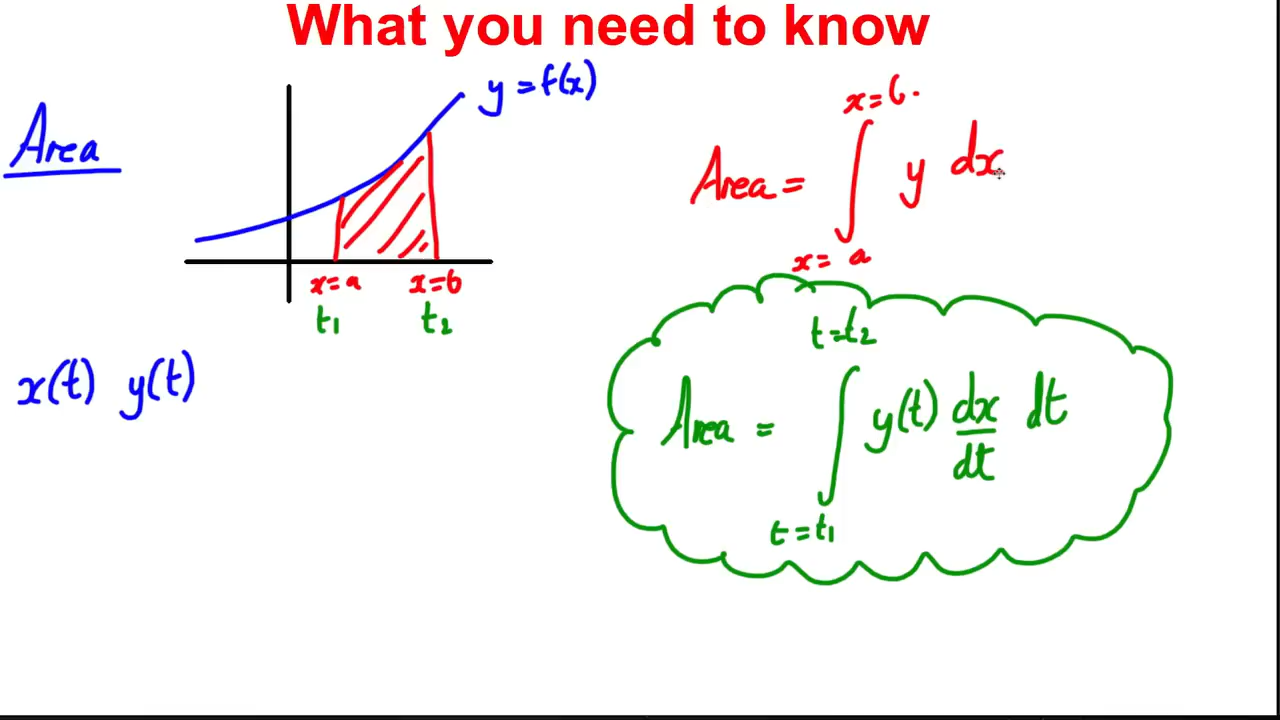 What you need to know
Area
y = f(x)
x=a x=b
t1 t2
x(t) y(t)
x=b.
Area = ∫ y dx
x= a
t=t2
Area = ∫ y(t) dx/dt dt
t=t1